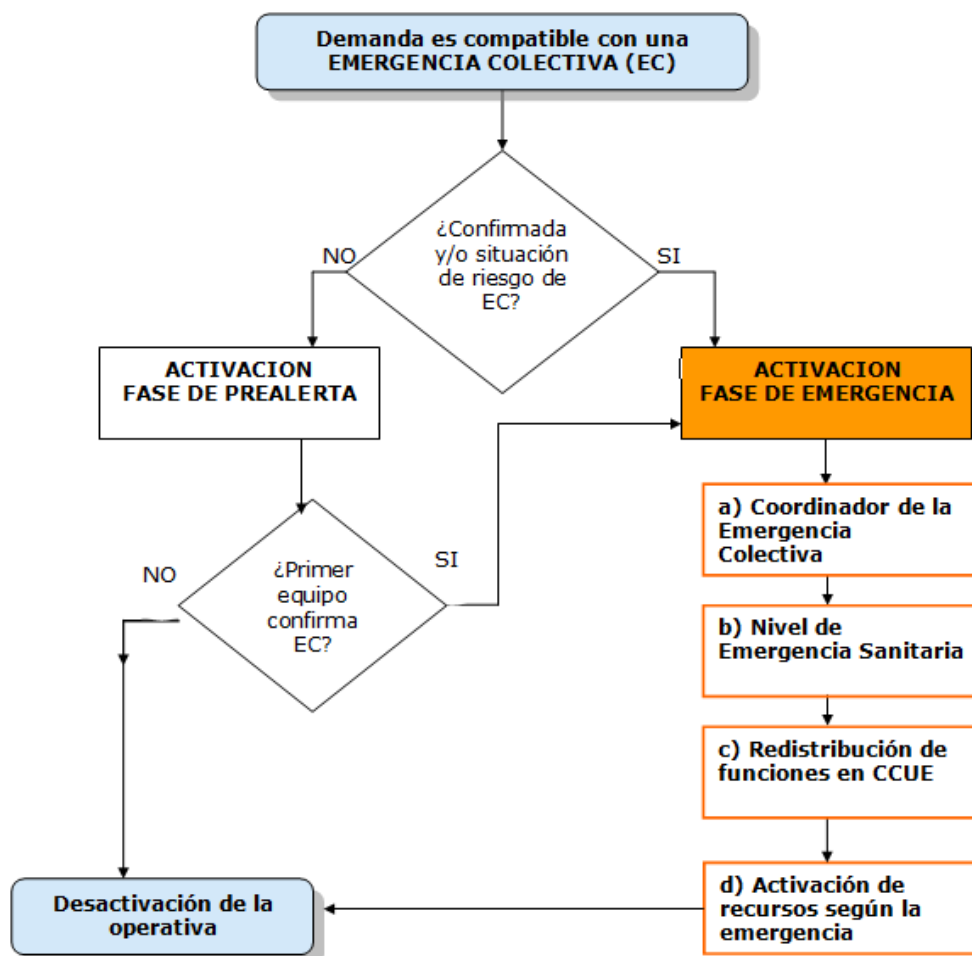 Demanda es compatible con una
EMERGENCIA COLECTIVA (EC)
¿Confirmada
y/o situación
de riesgo de
EC?
NO
SI
ACTIVACION
FASE DE PREALERTA
ACTIVACION
FASE DE EMERGENCIA
a) Coordinador de la
Emergencia
Colectiva
NO
SI
¿Primer
equipo
confirma
EC?
b) Nivel de
Emergencia Sanitaria
c) Redistribución de
funciones en CCUE
d) Activación de
recursos según la
emergencia
Desactivación de la
operativa